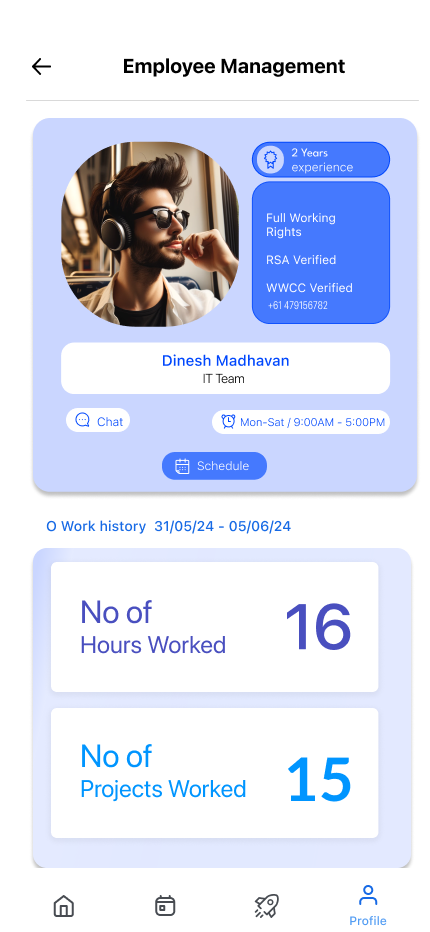 Employee Management
2 Years
experience
Full Working
Rights
RSA Verified
WWCC Verified
+61 479156782
Dinesh Madhavan
IT Team
Chat
Mon-Sat / 9:00AM - 5:00PM
Schedule
O Work history 31/05/24 - 05/06/24
No of
Hours Worked
16
No of
Projects Worked
15
Profile